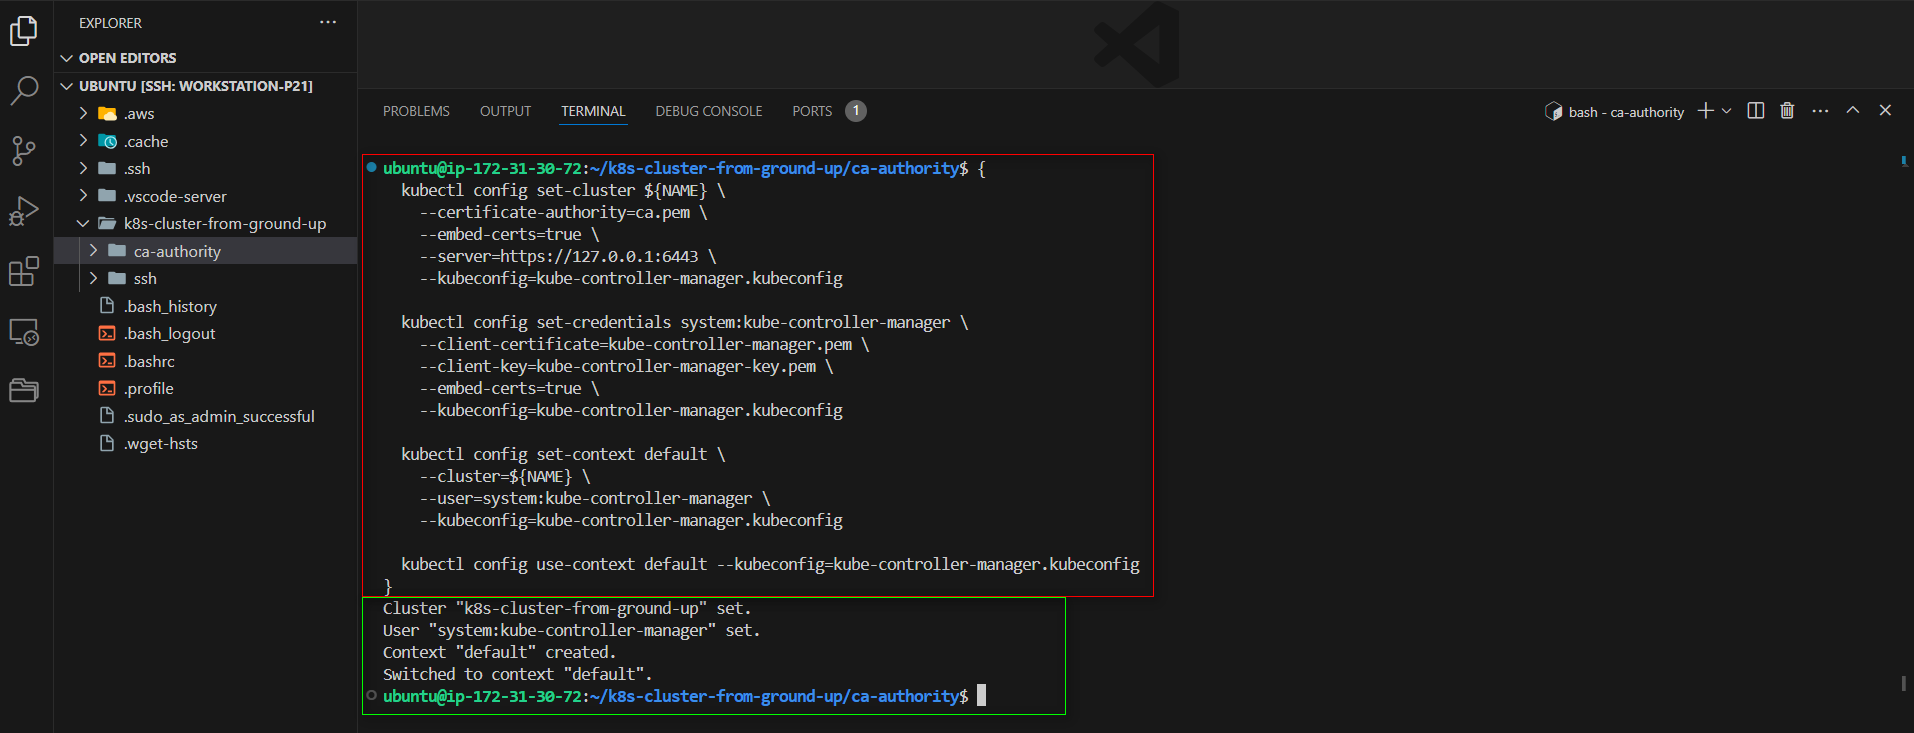 EXPLORER
OPEN EDITORS
UBUNTU [SSH: WORKSTATION-P21]
.aws
.cache
.ssh
.vscode-server
k8s-cluster-from-ground-up
ca-authority
ssh
.bash_history
.bash_logout
.bashrc
.profile
.sudo_as_admin_successful
.wget-hsts
PROBLEMS OUTPUT TERMINAL DEBUG CONSOLE PORTS 1 bash - ca-authority
ubuntu@ip-172-31-30-72:~/k8s-cluster-from-ground-up/ca-authority$ {
kubectl config set-cluster ${NAME} \
--certificate-authority=ca.pem \
--embed-certs=true \
--server=https://127.0.0.1:6443 \
--kubeconfig=kube-controller-manager.kubeconfig
kubectl config set-credentials system:kube-controller-manager \
--client-certificate=kube-controller-manager.pem \
--client-key=kube-controller-manager-key.pem \
--embed-certs=true \
--kubeconfig=kube-controller-manager.kubeconfig
kubectl config set-context default \
--cluster=${NAME} \
--user=system:kube-controller-manager \
--kubeconfig=kube-controller-manager.kubeconfig
kubectl config use-context default --kubeconfig=kube-controller-manager.kubeconfig
}
Cluster "k8s-cluster-from-ground-up" set.
User "system:kube-controller-manager" set.
Context "default" created.
Switched to context "default".
ubuntu@ip-172-31-30-72:~/k8s-cluster-from-ground-up/ca-authority$